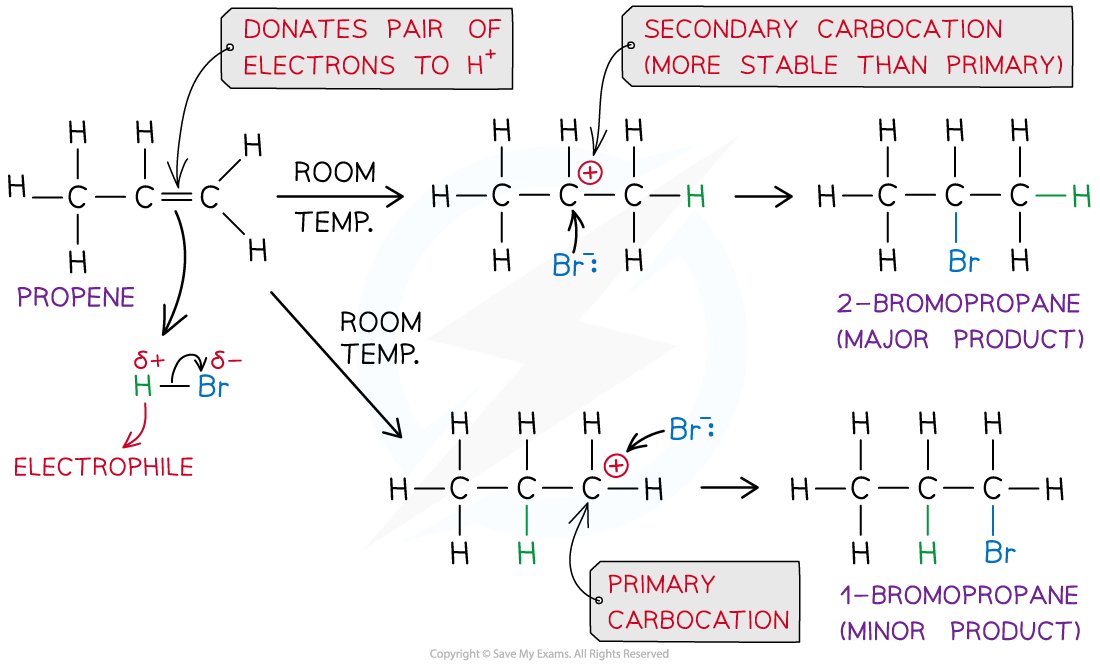 DONATES PAIR OF
ELECTRONS TO H⁺
SECONDARY CARBOCATION
(MORE STABLE THAN PRIMARY)
H H H
H C C C H
H
ROOM
TEMP.
H H H
H C C ⊕ C H
H Br⁻: H
H H H
H C C C H
H Br H
PROPENE
2-BROMOPROPANE
(MAJOR PRODUCT)
ROOM
TEMP.
δ+ δ−
H Br
ELECTROPHILE
H H H Br⁻:
H C C C ⊕ H
H H
H H H
H C C C H
H H Br
PRIMARY
CARBOCATION
1-BROMOPROPANE
(MINOR PRODUCT)
Copyright © Save My Exams. All Rights Reserved